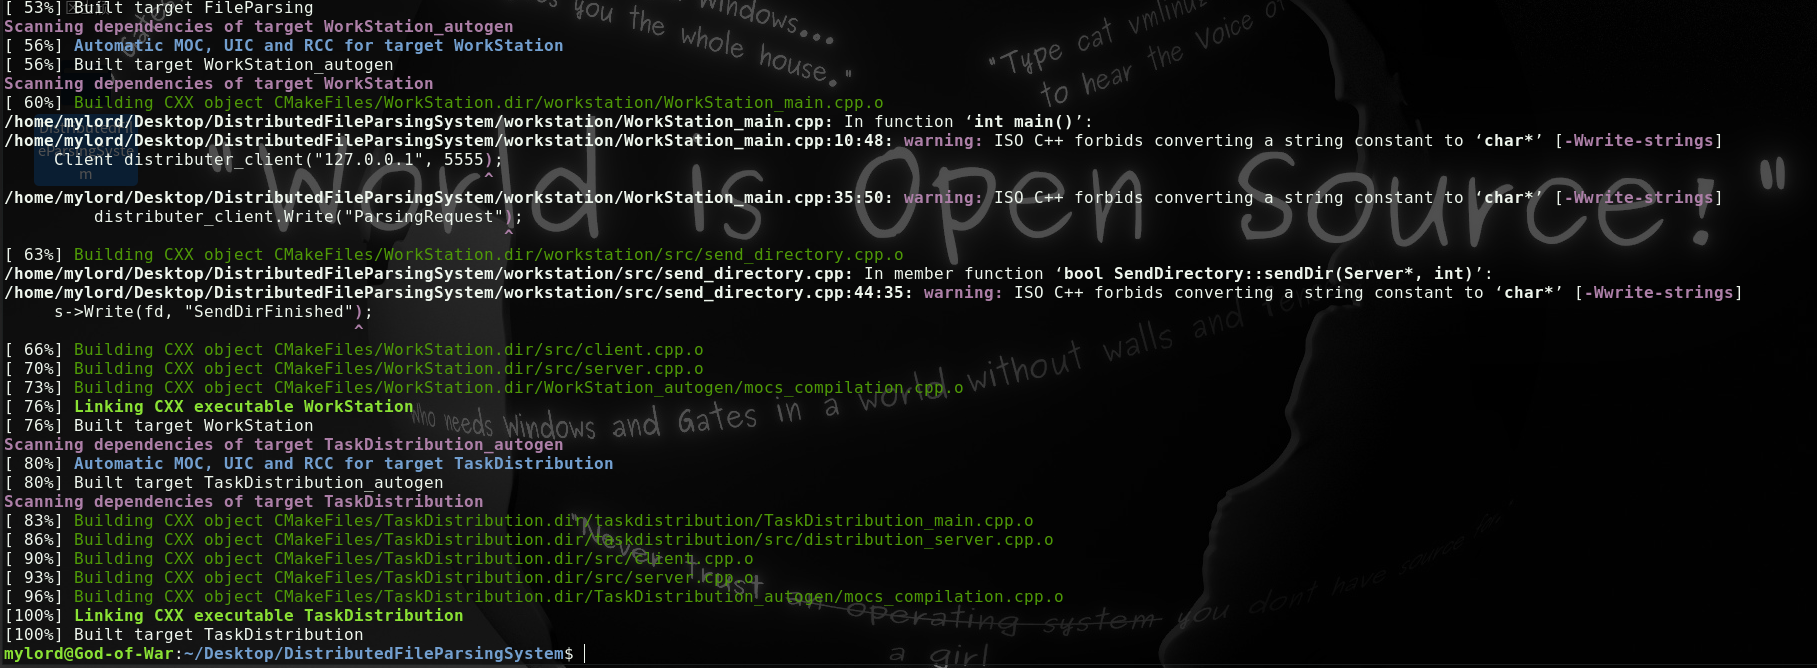 [ 53%] Built target FileParsing
Scanning dependencies of target WorkStation_autogen
[ 56%] Automatic MOC, UIC and RCC for target WorkStation
[ 56%] Built target WorkStation_autogen
Scanning dependencies of target WorkStation
[ 60%] Building CXX object CMakeFiles/WorkStation.dir/workstation/WorkStation_main.cpp.o
/home/mylord/Desktop/DistributedFileParsingSystem/workstation/WorkStation_main.cpp: In function ‘int main()’:
/home/mylord/Desktop/DistributedFileParsingSystem/workstation/WorkStation_main.cpp:10:48: warning: ISO C++ forbids converting a string constant to ‘char*’ [-Wwrite-strings]
Client distributer_client("127.0.0.1", 5555);
^
/home/mylord/Desktop/DistributedFileParsingSystem/workstation/WorkStation_main.cpp:35:50: warning: ISO C++ forbids converting a string constant to ‘char*’ [-Wwrite-strings]
distributer_client.Write("ParsingRequest");
^
[ 63%] Building CXX object CMakeFiles/WorkStation.dir/workstation/src/send_directory.cpp.o
/home/mylord/Desktop/DistributedFileParsingSystem/workstation/src/send_directory.cpp: In member function ‘bool SendDirectory::sendDir(Server*, int)’:
/home/mylord/Desktop/DistributedFileParsingSystem/workstation/src/send_directory.cpp:44:35: warning: ISO C++ forbids converting a string constant to ‘char*’ [-Wwrite-strings]
s->Write(fd, "SendDirFinished");
^
[ 66%] Building CXX object CMakeFiles/WorkStation.dir/src/client.cpp.o
[ 70%] Building CXX object CMakeFiles/WorkStation.dir/src/server.cpp.o
[ 73%] Building CXX object CMakeFiles/WorkStation.dir/WorkStation_autogen/mocs_compilation.cpp.o
[ 76%] Linking CXX executable WorkStation
[ 76%] Built target WorkStation
Scanning dependencies of target TaskDistribution_autogen
[ 80%] Automatic MOC, UIC and RCC for target TaskDistribution
[ 80%] Built target TaskDistribution_autogen
Scanning dependencies of target TaskDistribution
[ 83%] Building CXX object CMakeFiles/TaskDistribution.dir/taskdistribution/TaskDistribution_main.cpp.o
[ 86%] Building CXX object CMakeFiles/TaskDistribution.dir/taskdistribution/src/distribution_server.cpp.o
[ 90%] Building CXX object CMakeFiles/TaskDistribution.dir/src/client.cpp.o
[ 93%] Building CXX object CMakeFiles/TaskDistribution.dir/src/server.cpp.o
[ 96%] Building CXX object CMakeFiles/TaskDistribution.dir/TaskDistribution_autogen/mocs_compilation.cpp.o
[100%] Linking CXX executable TaskDistribution
[100%] Built target TaskDistribution
mylord@God-of-War:~/Desktop/DistributedFileParsingSystem$
Windows...
you the whole house."
"Type cat vmlinuz
to hear the Voice of
DistributedFil
eParsingSyste
m
"World is Open Source!"
Who needs Windows and Gates in a world without walls and
"Never trust an operating system you dont have source for"
a girl